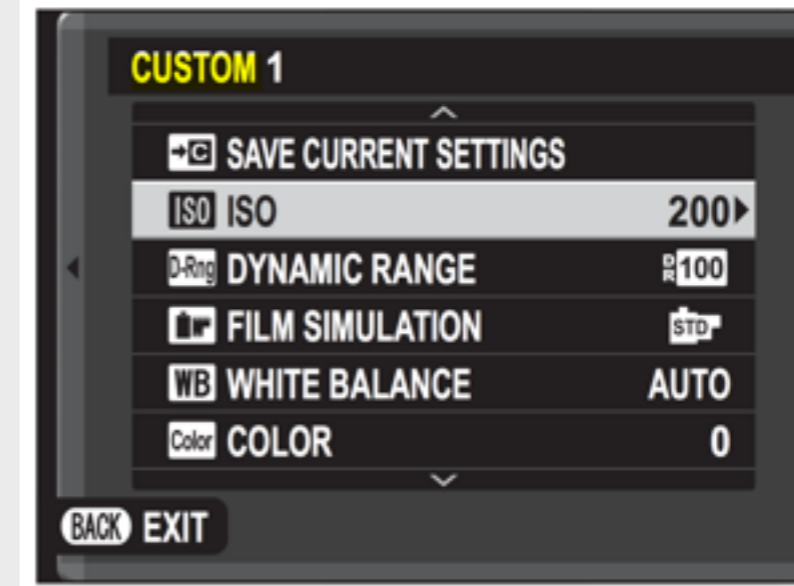 CUSTOM 1
C SAVE CURRENT SETTINGS
ISO ISO 200
D-Rng DYNAMIC RANGE DR100
FILM SIMULATION STD
WB WHITE BALANCE AUTO
Color COLOR 0
BACK EXIT